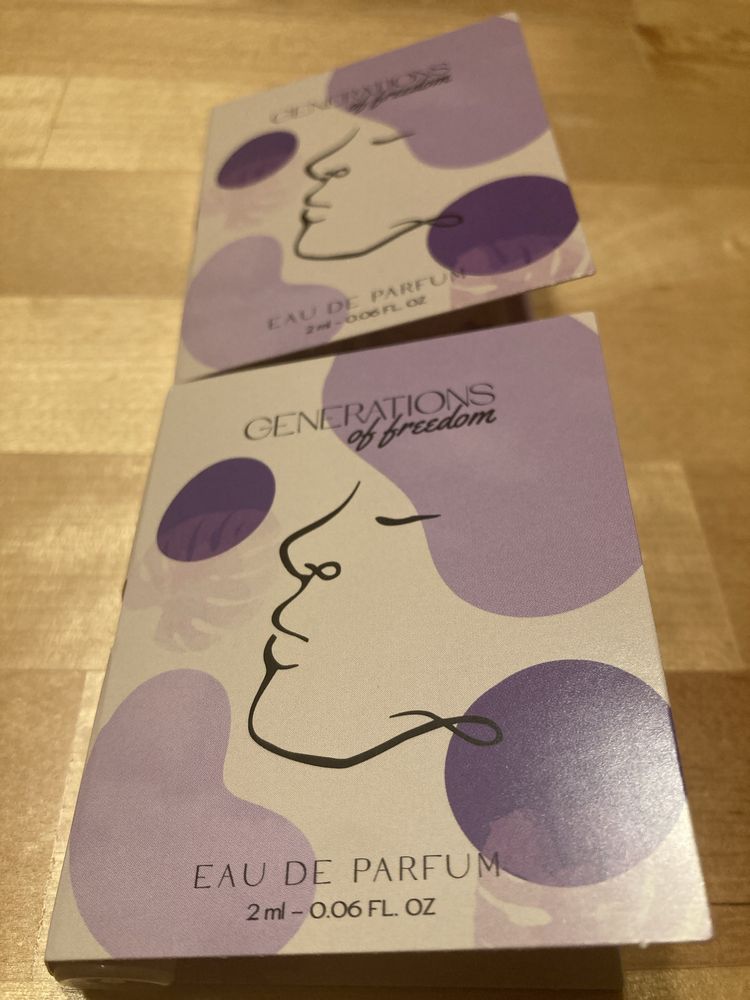 GENERATIONS
of freedom
EAU DE PARFUM
2 ml – 0.06 FL. OZ
GENERATIONS
of freedom
EAU DE PARFUM
2 ml – 0.06 FL. OZ